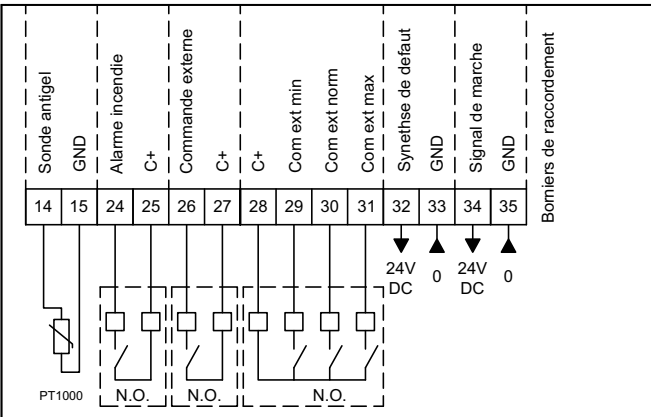 Sonde antigel
GND
Alarme incendie
C+
Commande externe
C+
C+
Com ext min
Com ext norm
Com ext max
Synethse de defaut
GND
Signal de marche
GND
Borniers de raccordement
14 15 24 25 26 27 28 29 30 31 32 33 34 35
24V
DC
0
24V
DC
0
PT1000
N.O.
N.O.
N.O.